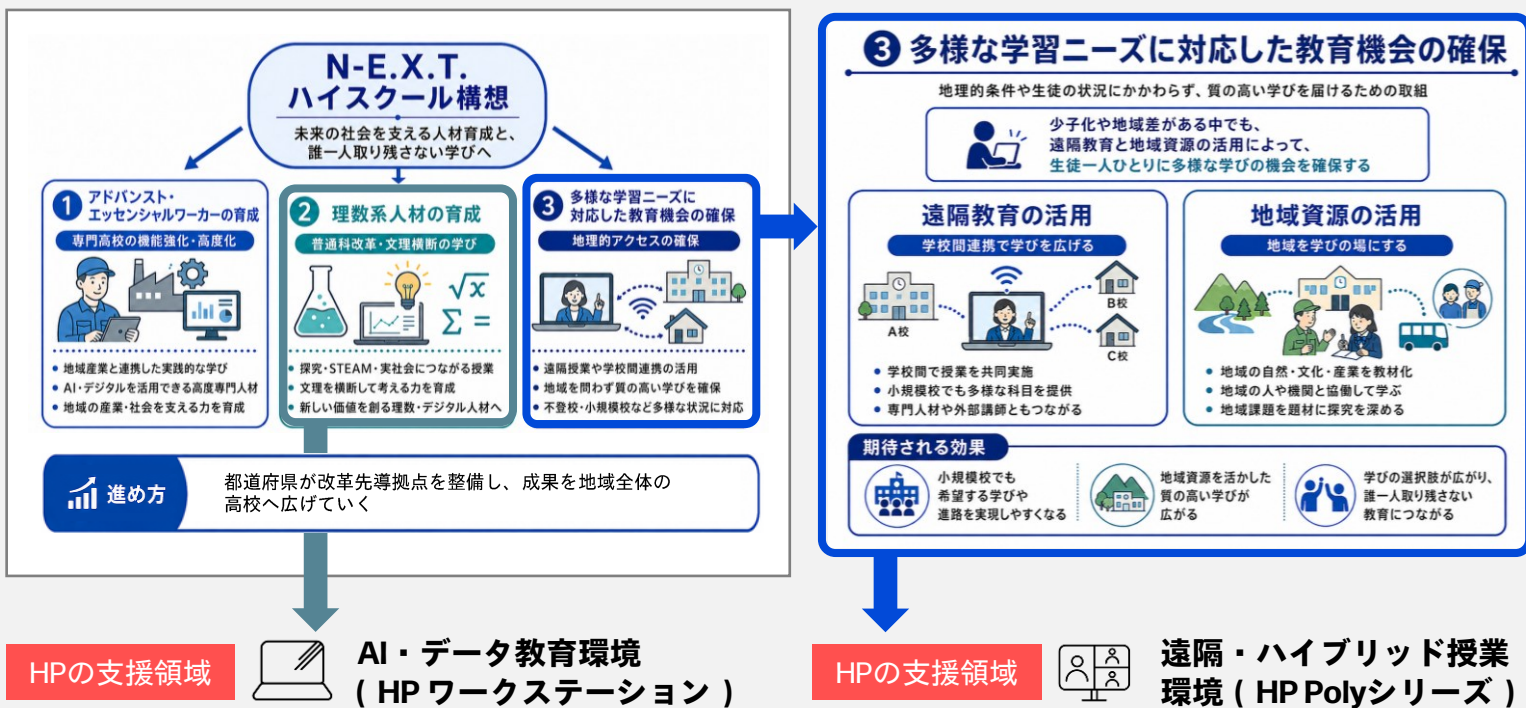 N-E.X.T.
ハイスクール構想
未来の社会を支える人材育成と、
誰一人取り残さない学びへ
1 アドバンスト・
エッセンシャルワーカーの育成
専門高校の機能強化・高度化
・地域産業と連携した実践的な学び
・AI・デジタルを活用できる高度専門人材
・地域の産業・社会を支える力を育成
2 理数系人材の育成
普通科改革・文理横断の学び
√x
Σ =
・探究・STEAM・実社会につながる授業
・文理を横断して考える力を育成
・新しい価値を創る理数・デジタル人材へ
3 多様な学習ニーズに
対応した教育機会の確保
地理的アクセスの確保
・遠隔授業や学校間連携の活用
・地域を問わず質の高い学びを確保
・不登校・小規模校など多様な状況に対応
進め方
都道府県が改革先導拠点を整備し、成果を地域全体の
高校へ広げていく
3 多様な学習ニーズに対応した教育機会の確保
地理的条件や生徒の状況にかかわらず、質の高い学びを届けるための取組
少子化や地域差がある中でも、
遠隔教育と地域資源の活用によって、
生徒一人ひとりに多様な学びの機会を確保する
遠隔教育の活用
学校間連携で学びを広げる
A校
B校
C校
・学校間で授業を共同実施
・小規模校でも多様な科目を提供
・専門人材や外部講師ともつながる
地域資源の活用
地域を学びの場にする
・地域の自然・文化・産業を教材化
・地域の人や機関と協働して学ぶ
・地域課題を題材に探究を深める
期待される効果
小規模校でも
希望する学びや
進路を実現しやすくなる
地域資源を活かした
質の高い学びが
広がる
学びの選択肢が広がり、
誰一人取り残さない
教育につながる
HPの支援領域
AI・データ教育環境
( HP ワークステーション )
HPの支援領域
遠隔・ハイブリッド授業
環境 ( HP Polyシリーズ )